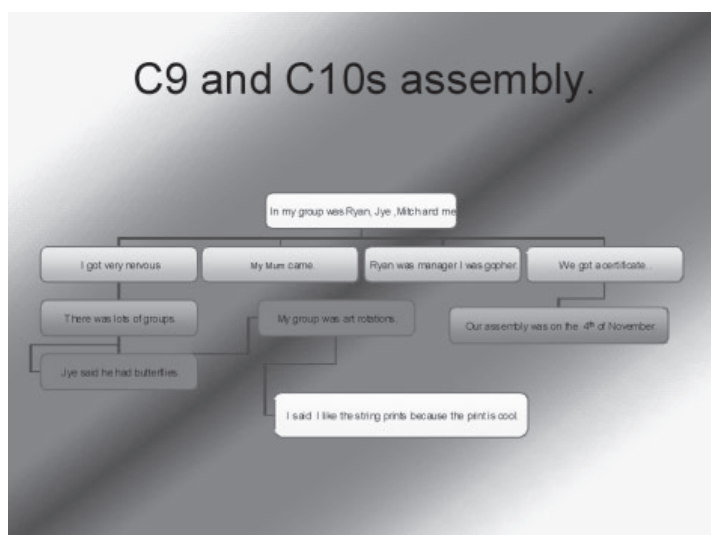 C9 and C10s assembly.
In my group was Ryan, Jye ,Mitch and me
I got very nervous
My Mum came.
Ryan was manager I was gopher.
We got a certificate. .
There was lots of groups.
My group was art rotations.
Our assembly was on the 4th of November.
Jye said he had butterflies.
I said I like the string prints because the print is cool